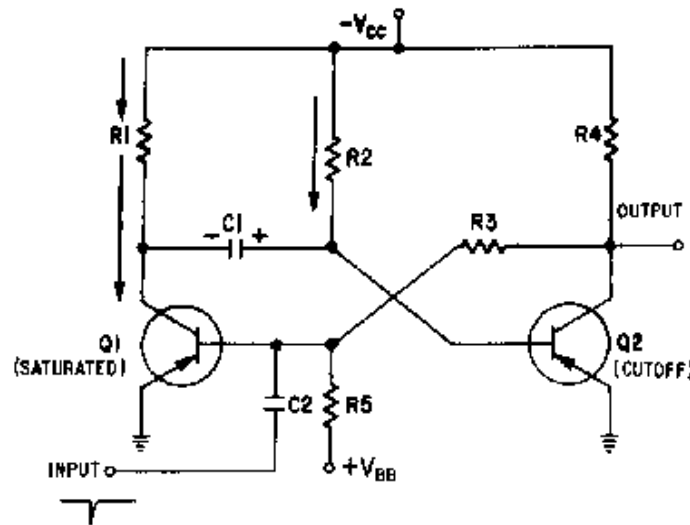 -VCC
R1
R2
R4
C1
R3
OUTPUT
- +
Q1
(SATURATED)
Q2
(CUTOFF)
C2
R5
INPUT
+VBB